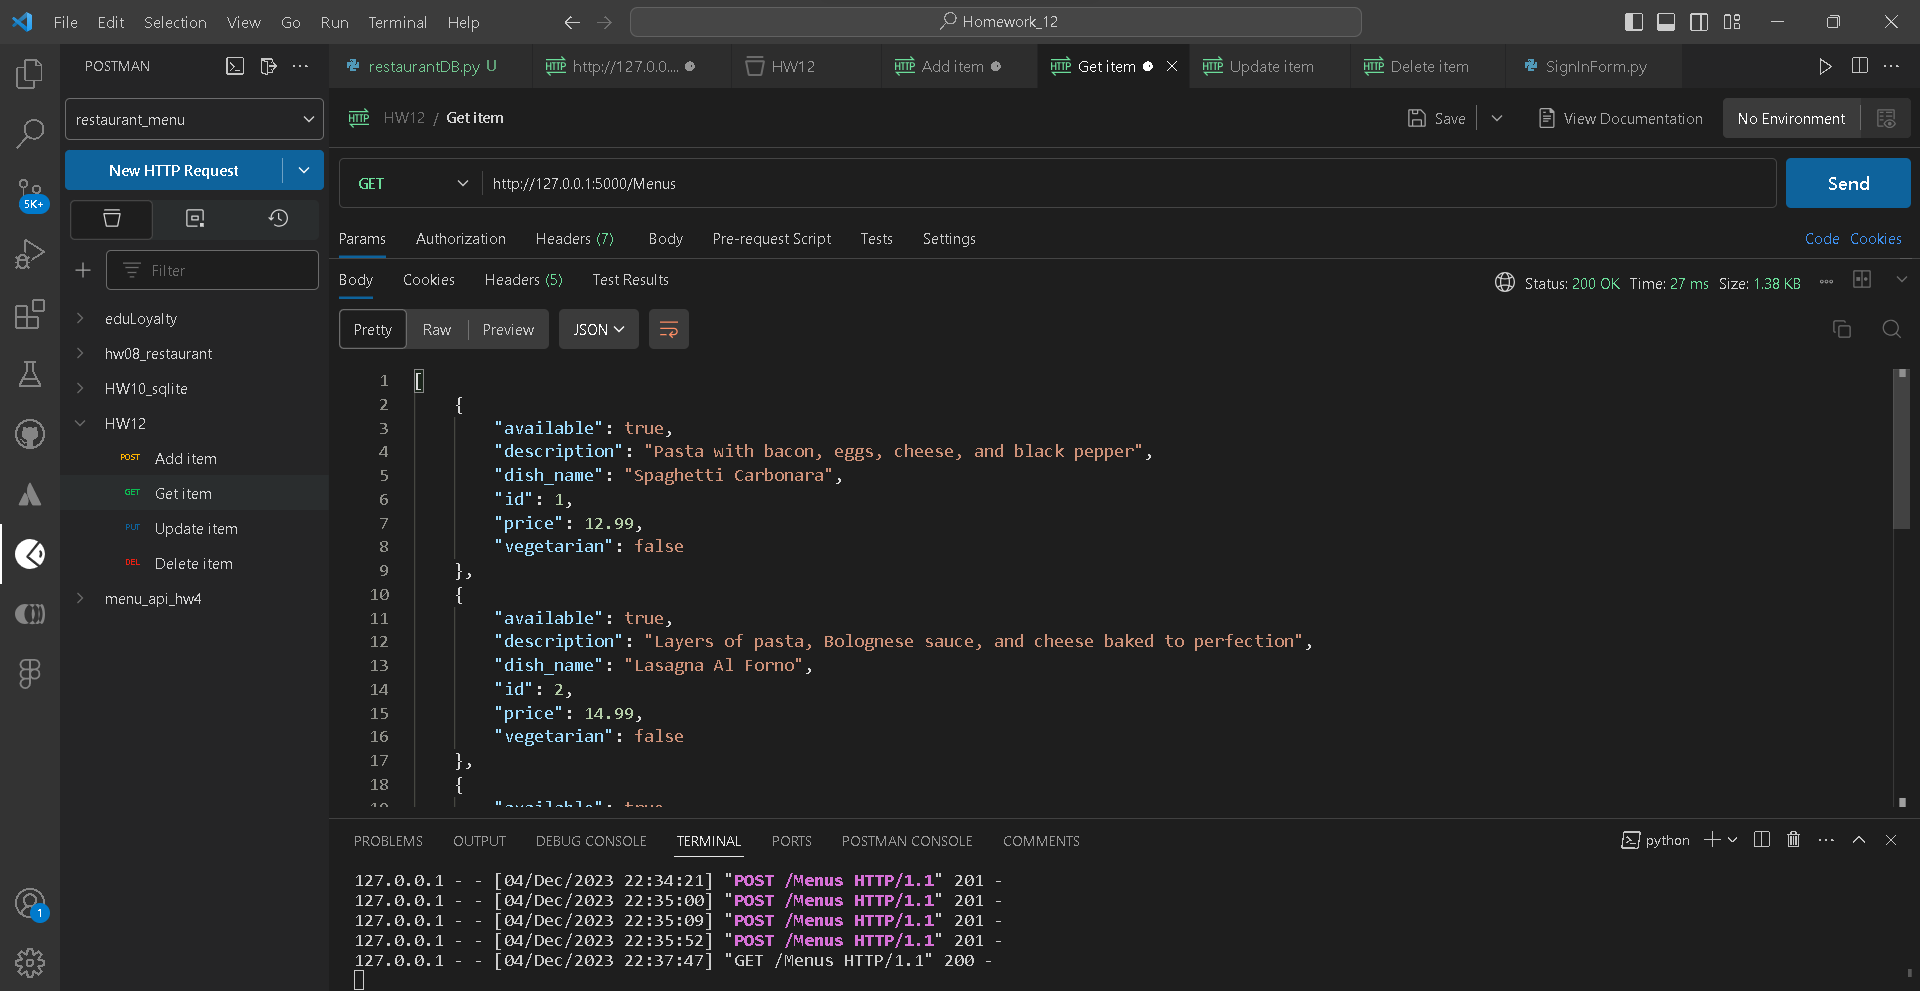 File Edit Selection View Go Run Terminal Help
Homework_12
POSTMAN
restaurant_menu
New HTTP Request
5K+
Filter
eduLoyalty
hw08_restaurant
HW10_sqlite
HW12
POST Add item
GET Get item
PUT Update item
DEL Delete item
menu_api_hw4
1
restaurantDB.py U
HTTP http://127.0.0....
HW12
HTTP Add item
HTTP Get item
HTTP Update item
HTTP Delete item
SignInForm.py
HTTP HW12 / Get item
Save
View Documentation
No Environment
GET http://127.0.0.1:5000/Menus
Send
Params Authorization Headers (7) Body Pre-request Script Tests Settings
Code Cookies
Body Cookies Headers (5) Test Results
Status: 200 OK Time: 27 ms Size: 1.38 KB
Pretty Raw Preview JSON
1 [
2 {
3 "available": true,
4 "description": "Pasta with bacon, eggs, cheese, and black pepper",
5 "dish_name": "Spaghetti Carbonara",
6 "id": 1,
7 "price": 12.99,
8 "vegetarian": false
9 },
10 {
11 "available": true,
12 "description": "Layers of pasta, Bolognese sauce, and cheese baked to perfection",
13 "dish_name": "Lasagna Al Forno",
14 "id": 2,
15 "price": 14.99,
16 "vegetarian": false
17 },
18 {
19 "available": true
PROBLEMS OUTPUT DEBUG CONSOLE TERMINAL PORTS POSTMAN CONSOLE COMMENTS
python
127.0.0.1 - - [04/Dec/2023 22:34:21] "POST /Menus HTTP/1.1" 201 -
127.0.0.1 - - [04/Dec/2023 22:35:00] "POST /Menus HTTP/1.1" 201 -
127.0.0.1 - - [04/Dec/2023 22:35:09] "POST /Menus HTTP/1.1" 201 -
127.0.0.1 - - [04/Dec/2023 22:35:52] "POST /Menus HTTP/1.1" 201 -
127.0.0.1 - - [04/Dec/2023 22:37:47] "GET /Menus HTTP/1.1" 200 -